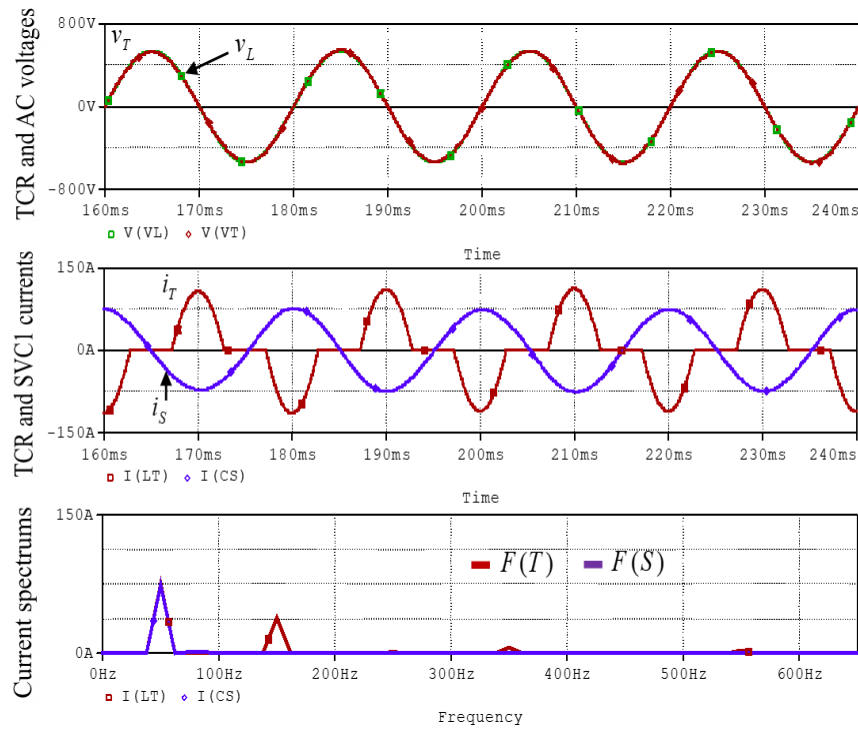 TCR and AC voltages
800V
v_T
v_L
0V
-800V
160ms 170ms 180ms 190ms 200ms 210ms 220ms 230ms 240ms
V(VL) V(VT)
Time
TCR and SVC1 currents
150A
i_T
0A
i_S
-150A
160ms 170ms 180ms 190ms 200ms 210ms 220ms 230ms 240ms
I(LT) I(CS)
Time
Current spectrums
150A
F(T) F(S)
0A
0Hz 100Hz 200Hz 300Hz 400Hz 500Hz 600Hz
I(LT) I(CS)
Frequency